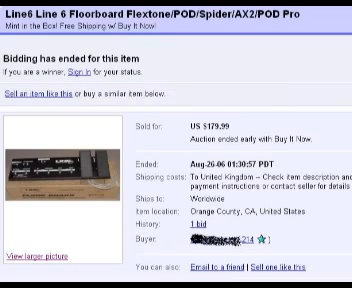 Line6 Line 6 Floorboard Flextone/POD/Spider/AX2/POD Pro
Mint in the Box! Free Shipping w/ Buy It Now!
Bidding has ended for this item
If you are a winner, Sign In for your status.
Sell an item like this or buy a similar item below.
Sold for: US $179.99
Auction ended early with Buy It Now.
Ended: Aug-26-06 01:30:57 PDT
Shipping costs: To United Kingdom -- Check item description and
payment instructions or contact seller for details
Ships to: Worldwide
Item location: Orange County, CA, United States
History: 1 bid
Buyer: 214 )
View larger picture
You can also: Email to a friend | Sell one like this